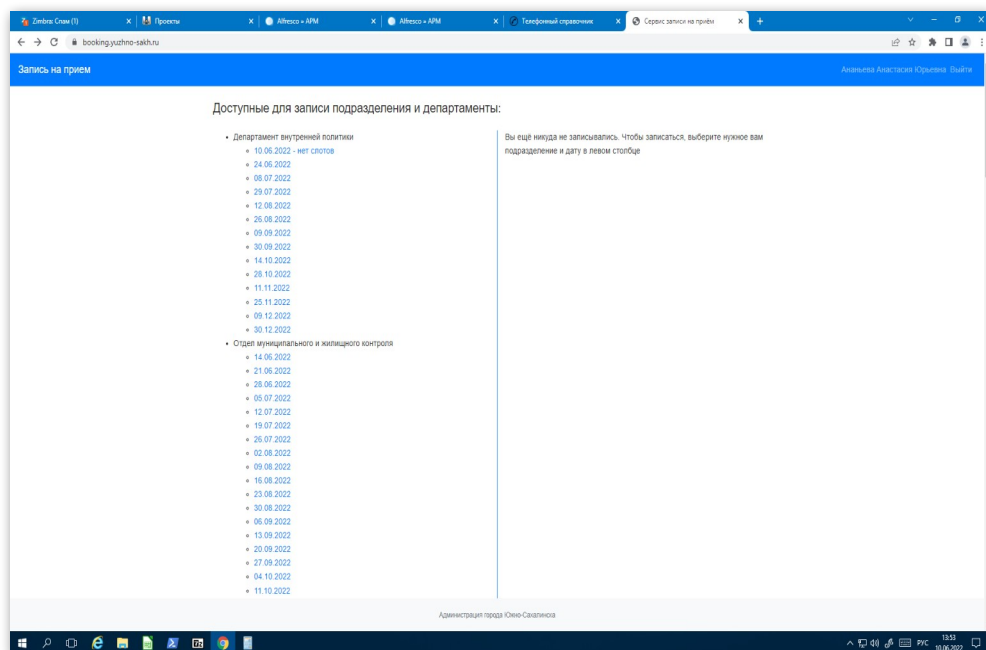 Zimbra: Спам (1)
Проекты
Alfresco » APM
Alfresco » APM
Телефонный справочник
Сервис записи на приём
booking.yuzhno-sakh.ru
Запись на прием
Ананьева Анастасия Юрьевна Выйти
Доступные для записи подразделения и департаменты:
Департамент внутренней политики
10.06.2022 - нет слотов
24.06.2022
08.07.2022
29.07.2022
12.08.2022
26.08.2022
09.09.2022
30.09.2022
14.10.2022
28.10.2022
11.11.2022
25.11.2022
09.12.2022
30.12.2022
Отдел муниципального и жилищного контроля
14.06.2022
21.06.2022
28.06.2022
05.07.2022
12.07.2022
19.07.2022
26.07.2022
02.08.2022
09.08.2022
16.08.2022
23.08.2022
30.08.2022
06.09.2022
13.09.2022
20.09.2022
27.09.2022
04.10.2022
11.10.2022
Вы ещё никуда не записывались. Чтобы записаться, выберите нужное вам
подразделение и дату в левом столбце
Администрация города Южно-Сахалинска
РУС
13:53
10.06.2022